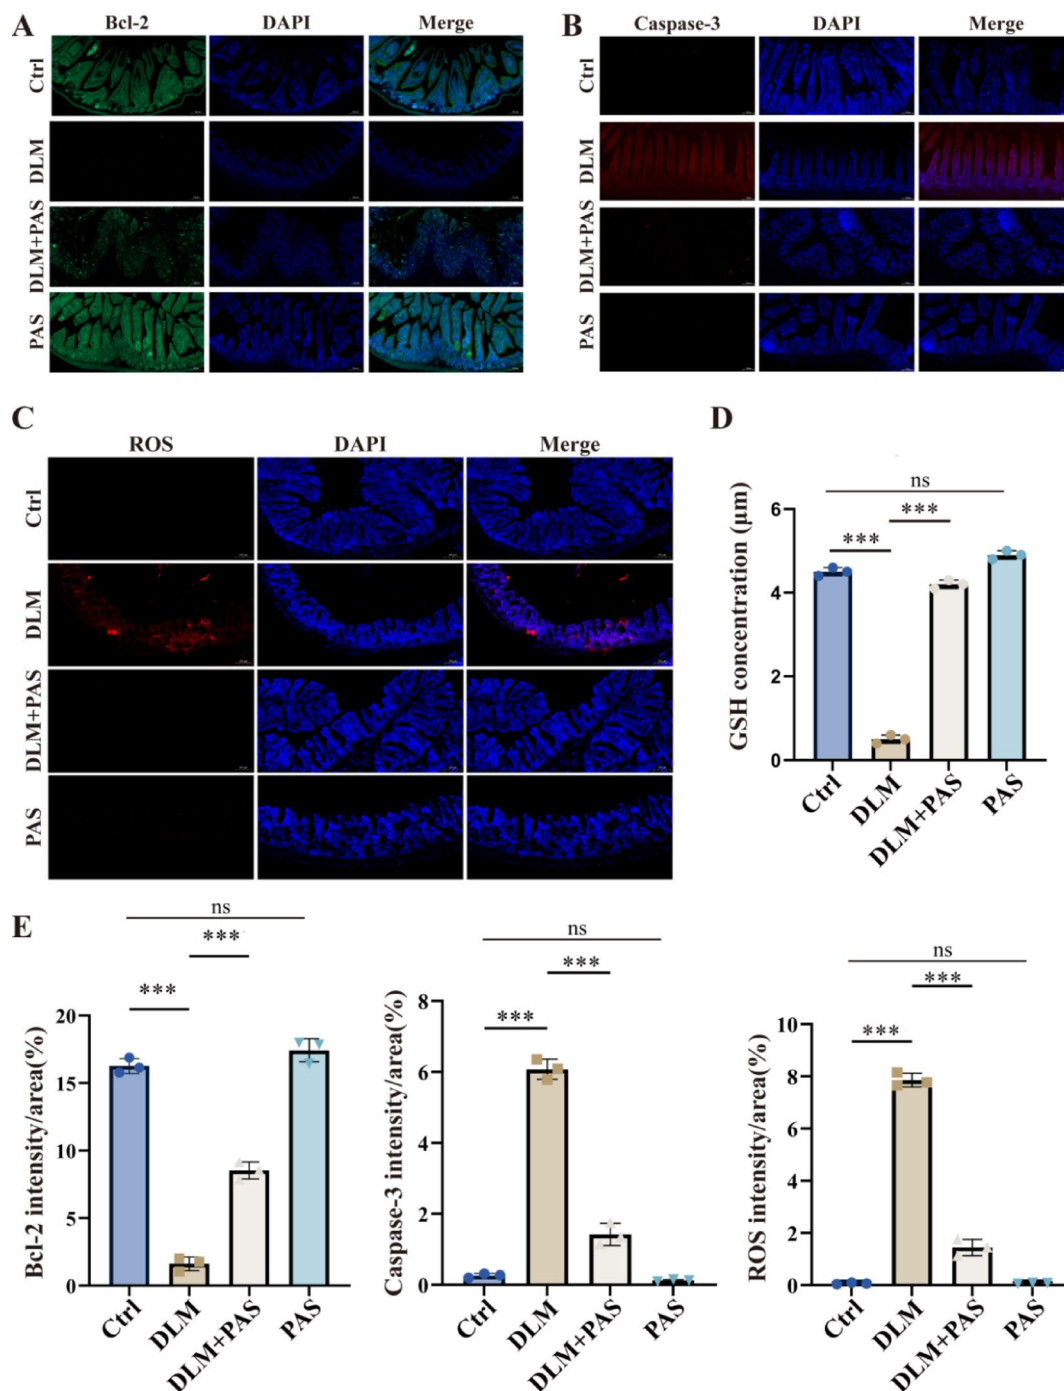 A
Bcl-2 DAPI Merge
Ctrl
DLM
DLM+PAS
PAS
B
Caspase-3 DAPI Merge
Ctrl
DLM
DLM+PAS
PAS
C
ROS DAPI Merge
Ctrl
DLM
DLM+PAS
PAS
D
ns
***
***
GSH concentration (μm)
6
4
2
0
Ctrl DLM DLM+PAS PAS
E
ns
***
***
Bcl-2 intensity/area(%)
20
15
10
5
0
Ctrl DLM DLM+PAS PAS
ns
***
***
Caspase-3 intensity/area(%)
8
6
4
2
0
Ctrl DLM DLM+PAS PAS
ns
***
***
ROS intensity/area(%)
10
8
6
4
2
0
Ctrl DLM DLM+PAS PAS